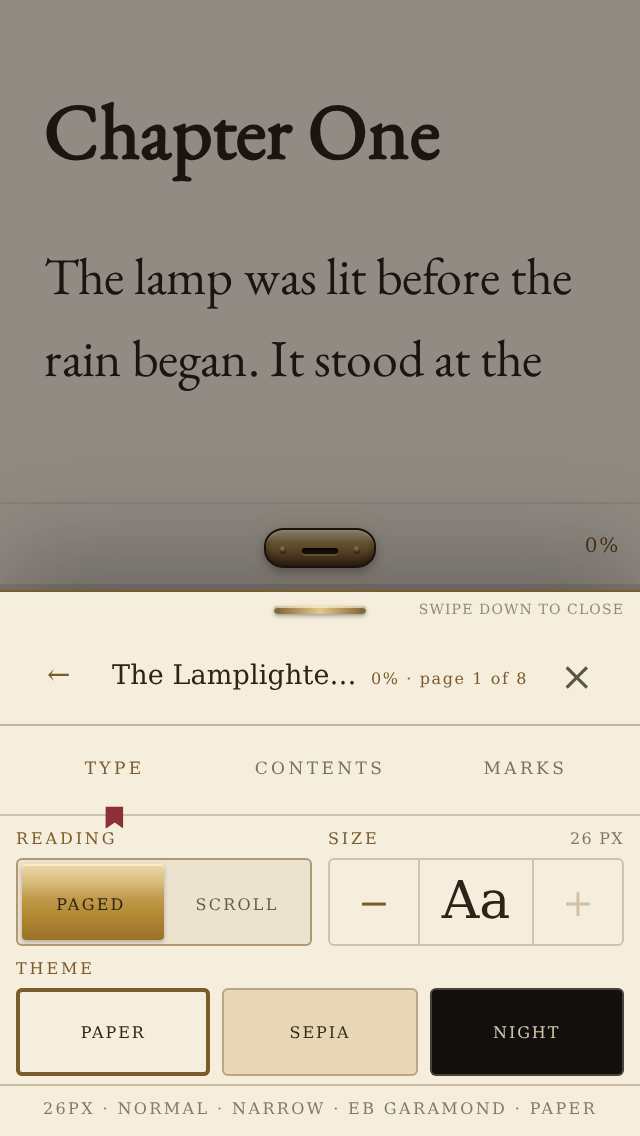 Chapter One
The lamp was lit before the
rain began. It stood at the
0%
SWIPE DOWN TO CLOSE
← The Lamplighte… 0% · page 1 of 8 ×
TYPE CONTENTS MARKS
READING SIZE 26 PX
PAGED SCROLL − Aa +
THEME
PAPER SEPIA NIGHT
26PX · NORMAL · NARROW · EB GARAMOND · PAPER